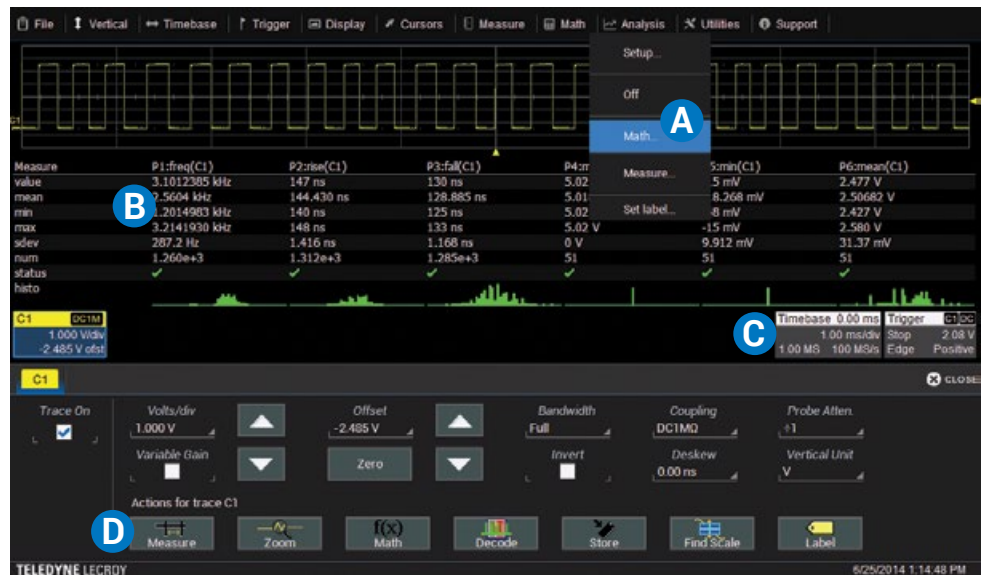 File Vertical Timebase Trigger Display Cursors Measure Math Analysis Utilities Support
Setup...
Off
Math...
A
Measure...
Set label...
C1
Measure P1:freq(C1) P2:rise(C1) P3:fall(C1) P4:m 5:min(C1) P6:mean(C1)
value 3.1012385 kHz 147 ns 130 ns 5.02 5 mV 2.477 V
mean 2.5604 kHz 144.430 ns 128.885 ns 5.01 8.268 mV 2.50682 V
B
min 1.2014983 kHz 140 ns 125 ns 5.02 8 mV 2.427 V
max 3.2141930 kHz 148 ns 133 ns 5.02 V -15 mV 2.580 V
sdev 287.2 Hz 1.416 ns 1.168 ns 0 V 9.912 mV 31.37 mV
num 1.260e+3 1.312e+3 1.285e+3 51 51 51
status
histo
C1 DC1M
1.000 V/div
-2.485 V ofst
C
Timebase 0.00 ms Trigger C1 DC
1.00 ms/div Stop 2.08 V
1.00 MS 100 MS/s Edge Positive
C1
CLOSE
Trace On Volts/div Offset Bandwidth Coupling Probe Atten.
1.000 V -2.485 V Full DC1MΩ ÷1
Variable Gain Zero Invert Deskew Vertical Unit
0.00 ns V
Actions for trace C1
D
Measure Zoom f(x) Math Decode Store Find Scale Label
TELEDYNE LECROY 6/25/2014 1:14:48 PM